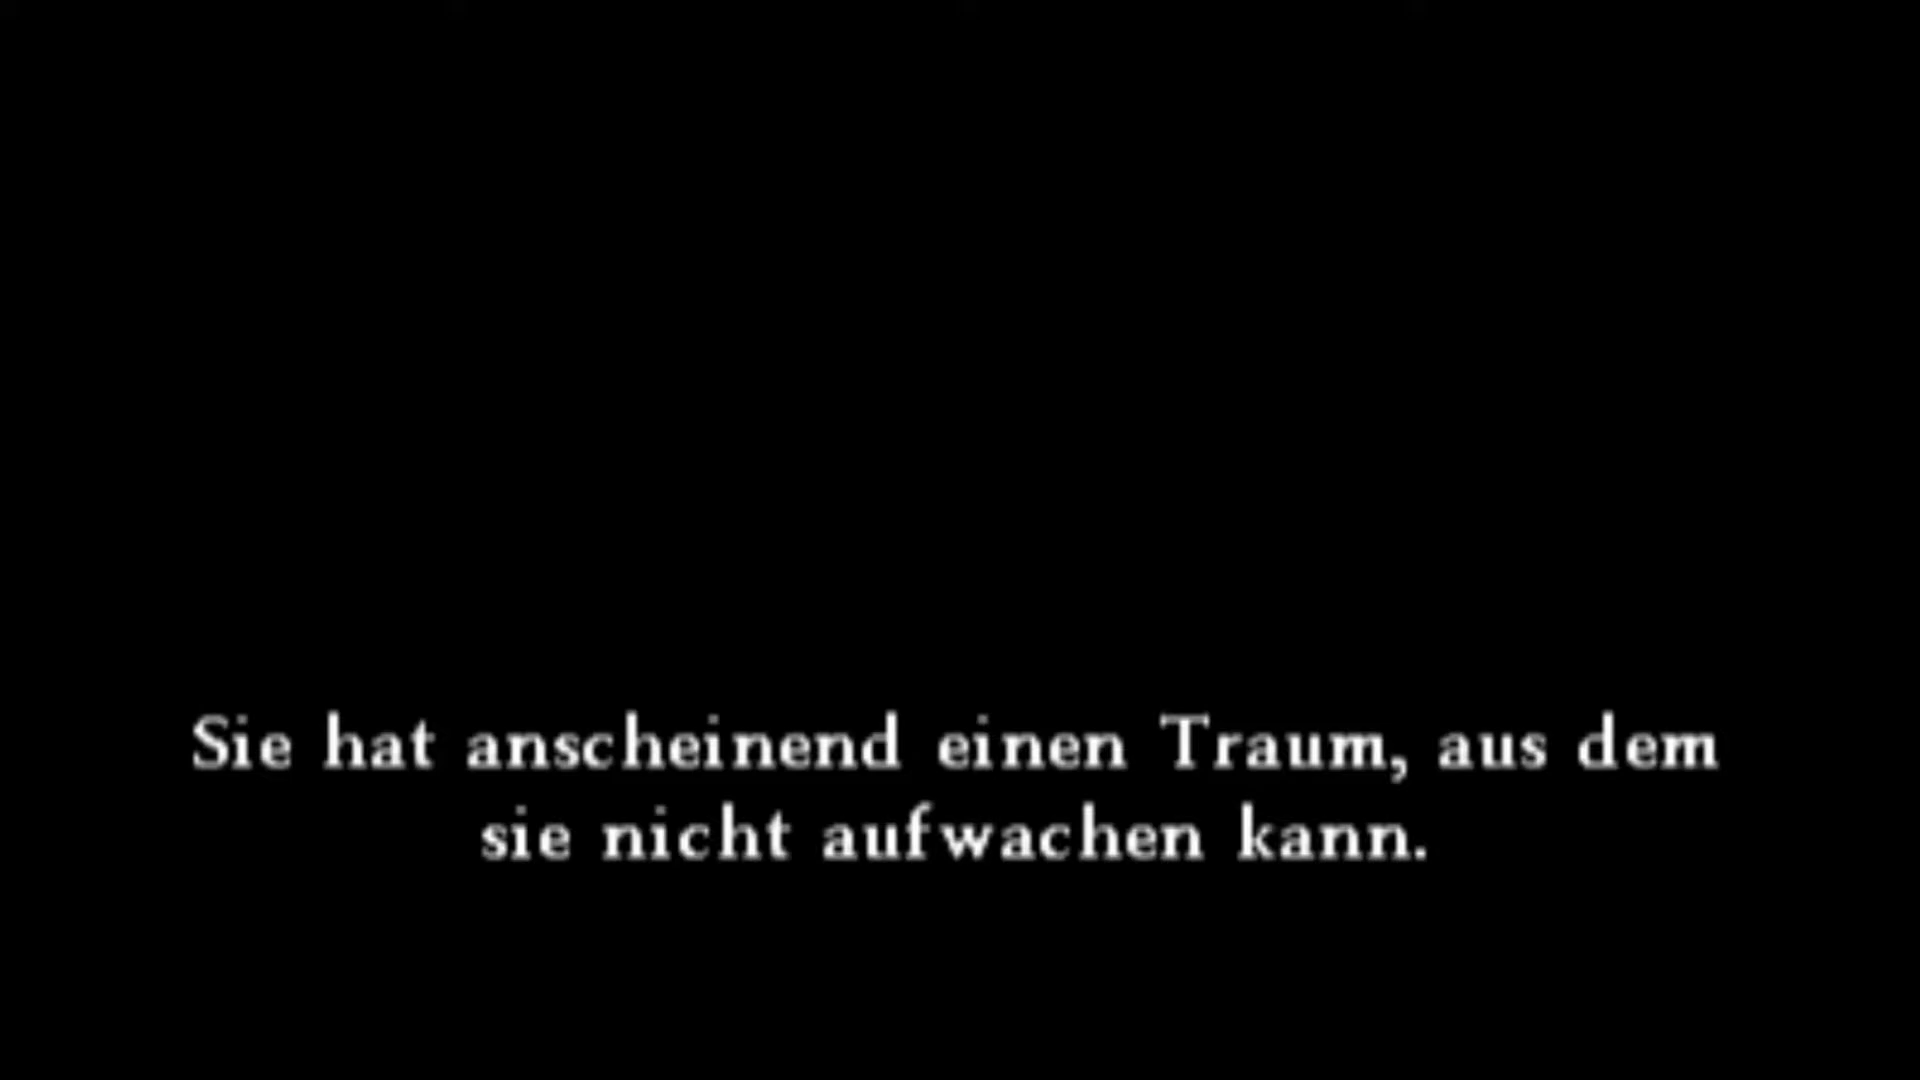 Sie hat anscheinend einen Traum, aus dem
sie nicht aufwachen kann.